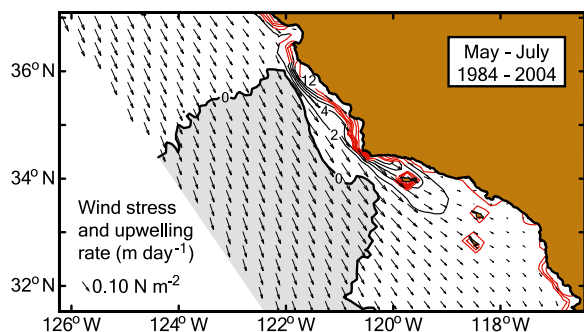 36°N
34°N
32°N
May - July
1984 - 2004
12
4
2
0
0
Wind stress
and upwelling
rate (m day⁻¹)
0.10 N m⁻²
126°W
124°W
122°W
120°W
118°W